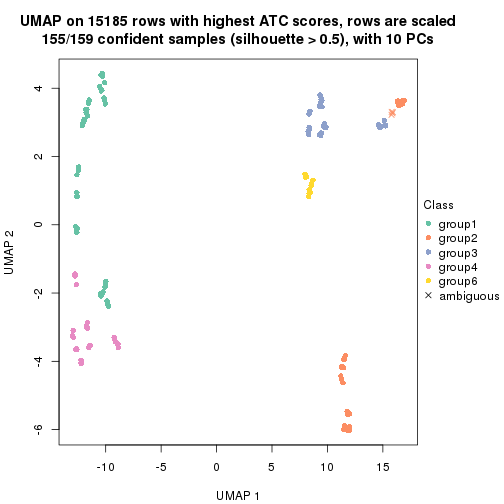 UMAP on 15185 rows with highest ATC scores, rows are scaled
155/159 confident samples (silhouette > 0.5), with 10 PCs
UMAP 2
4
2
0
-2
-4
-6
-10
-5
0
5
10
15
UMAP 1
Class
group1
group2
group3
group4
group6
ambiguous